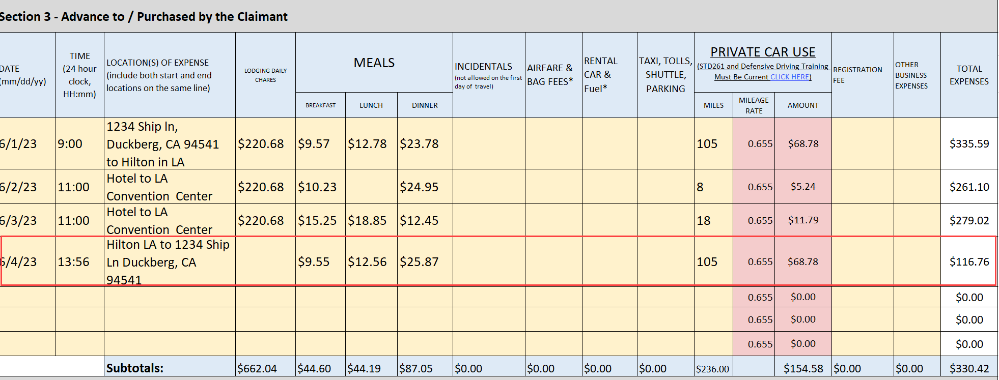 Section 3 - Advance to / Purchased by the Claimant
DATE
(mm/dd/yy)
TIME
(24 hour
clock,
HH:mm)
LOCATION(S) OF EXPENSE
(include both start and end
locations on the same line)
LODGING DAILY
CHARES
MEALS
BREAKFAST
LUNCH
DINNER
INCIDENTALS
(not allowed on the first
day of travel)
AIRFARE &
BAG FEES*
RENTAL
CAR &
Fuel*
TAXI, TOLLS,
SHUTTLE,
PARKING
PRIVATE CAR USE
(STD261 and Defensive Driving Training
Must Be Current CLICK HERE)
MILES
MILEAGE
RATE
AMOUNT
REGISTRATION
FEE
OTHER
BUSINESS
EXPENSES
TOTAL
EXPENSES
6/1/23 9:00 1234 Ship ln,
Duckberg, CA 94541
to Hilton in LA
$220.68 $9.57 $12.78 $23.78 105 0.655 $68.78 $335.59
6/2/23 11:00 Hotel to LA
Convention Center
$220.68 $10.23 $24.95 8 0.655 $5.24 $261.10
6/3/23 11:00 Hotel to LA
Convention Center
$220.68 $15.25 $18.85 $12.45 18 0.655 $11.79 $279.02
6/4/23 13:56 Hilton LA to 1234 Ship
Ln Duckberg, CA
94541
$9.55 $12.56 $25.87 105 0.655 $68.78 $116.76
0.655 $0.00 $0.00
0.655 $0.00 $0.00
0.655 $0.00 $0.00
Subtotals: $662.04 $44.60 $44.19 $87.05 $0.00 $0.00 $0.00 $0.00 $236.00 $154.58 $0.00 $0.00 $330.42